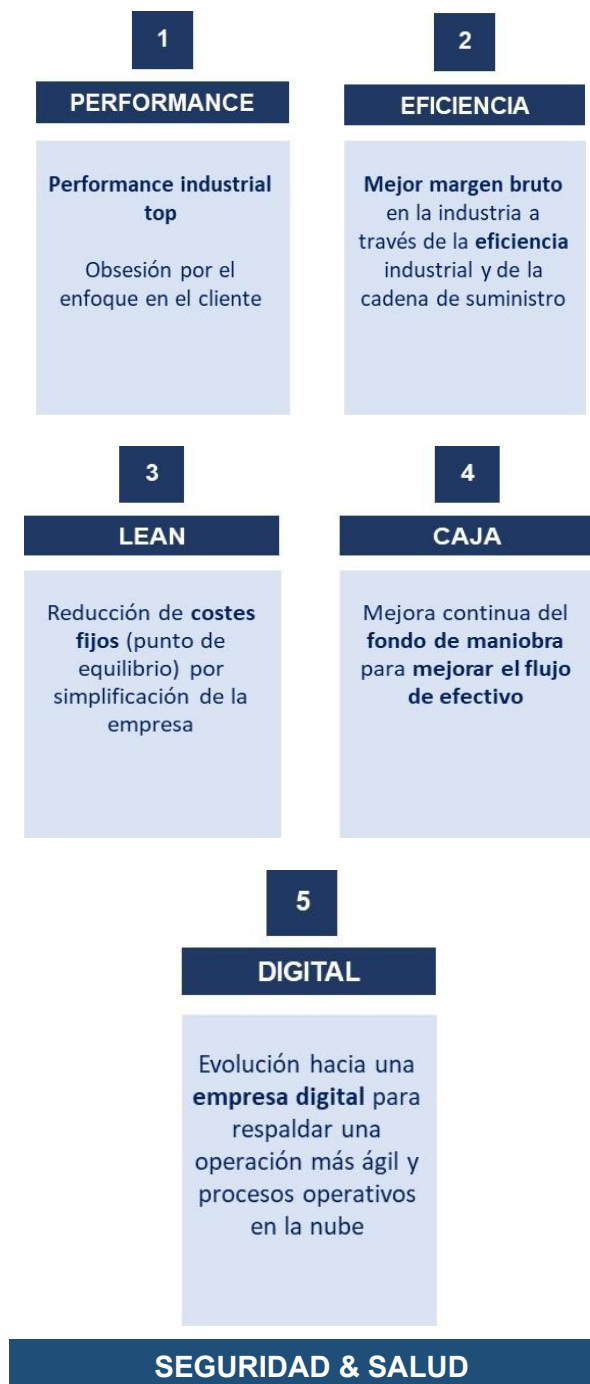 1
PERFORMANCE
Performance industrial
top
Obsesión por el
enfoque en el cliente
2
EFICIENCIA
Mejor margen bruto
en la industria a
través de la eficiencia
industrial y de la
cadena de suministro
3
LEAN
Reducción de costes
fijos (punto de
equilibrio) por
simplificación de la
empresa
4
CAJA
Mejora continua del
fondo de maniobra
para mejorar el flujo
de efectivo
5
DIGITAL
Evolución hacia una
empresa digital para
respaldar una
operación más ágil y
procesos operativos
en la nube
SEGURIDAD & SALUD